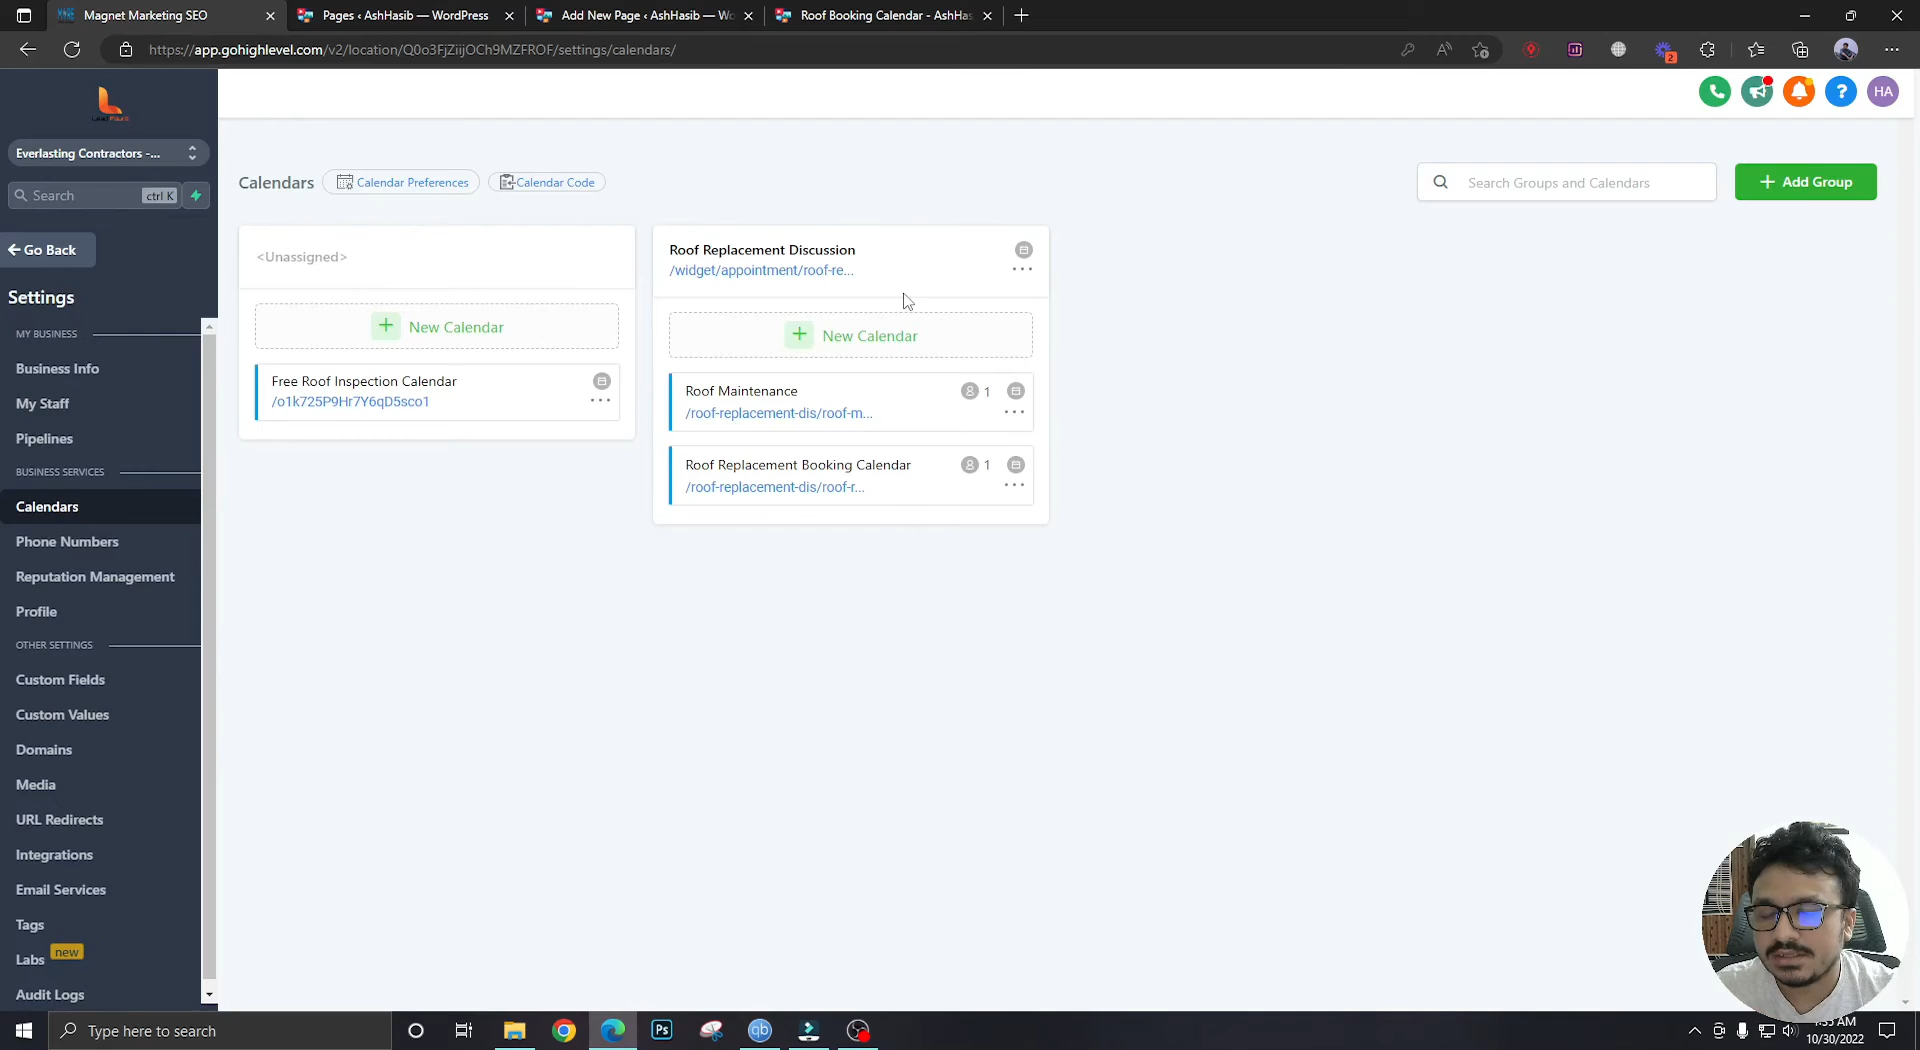 Magnet Marketing SEO
Pages ‹ AshHasib — WordPress
Add New Page ‹ AshHasib — Wo
Roof Booking Calendar - AshHas
https://app.gohighlevel.com/v2/location/Q0o3FjZiijOCh9MZFROF/settings/calendars/
2
HA
Everlasting Contractors -...
Search
ctrl K
Go Back
Settings
MY BUSINESS
Business Info
My Staff
Pipelines
BUSINESS SERVICES
Calendars
Phone Numbers
Reputation Management
Profile
OTHER SETTINGS
Custom Fields
Custom Values
Domains
Media
URL Redirects
Integrations
Email Services
Tags
Labs new
Audit Logs
Calendars
Calendar Preferences
Calendar Code
Search Groups and Calendars
Add Group
<Unassigned>
New Calendar
Free Roof Inspection Calendar
/o1k725P9Hr7Y6qD5sco1
Roof Replacement Discussion
/widget/appointment/roof-re...
New Calendar
Roof Maintenance
1
/roof-replacement-dis/roof-m...
Roof Replacement Booking Calendar
1
/roof-replacement-dis/roof-r...
Type here to search
Ps
qb
AM
10/30/2022